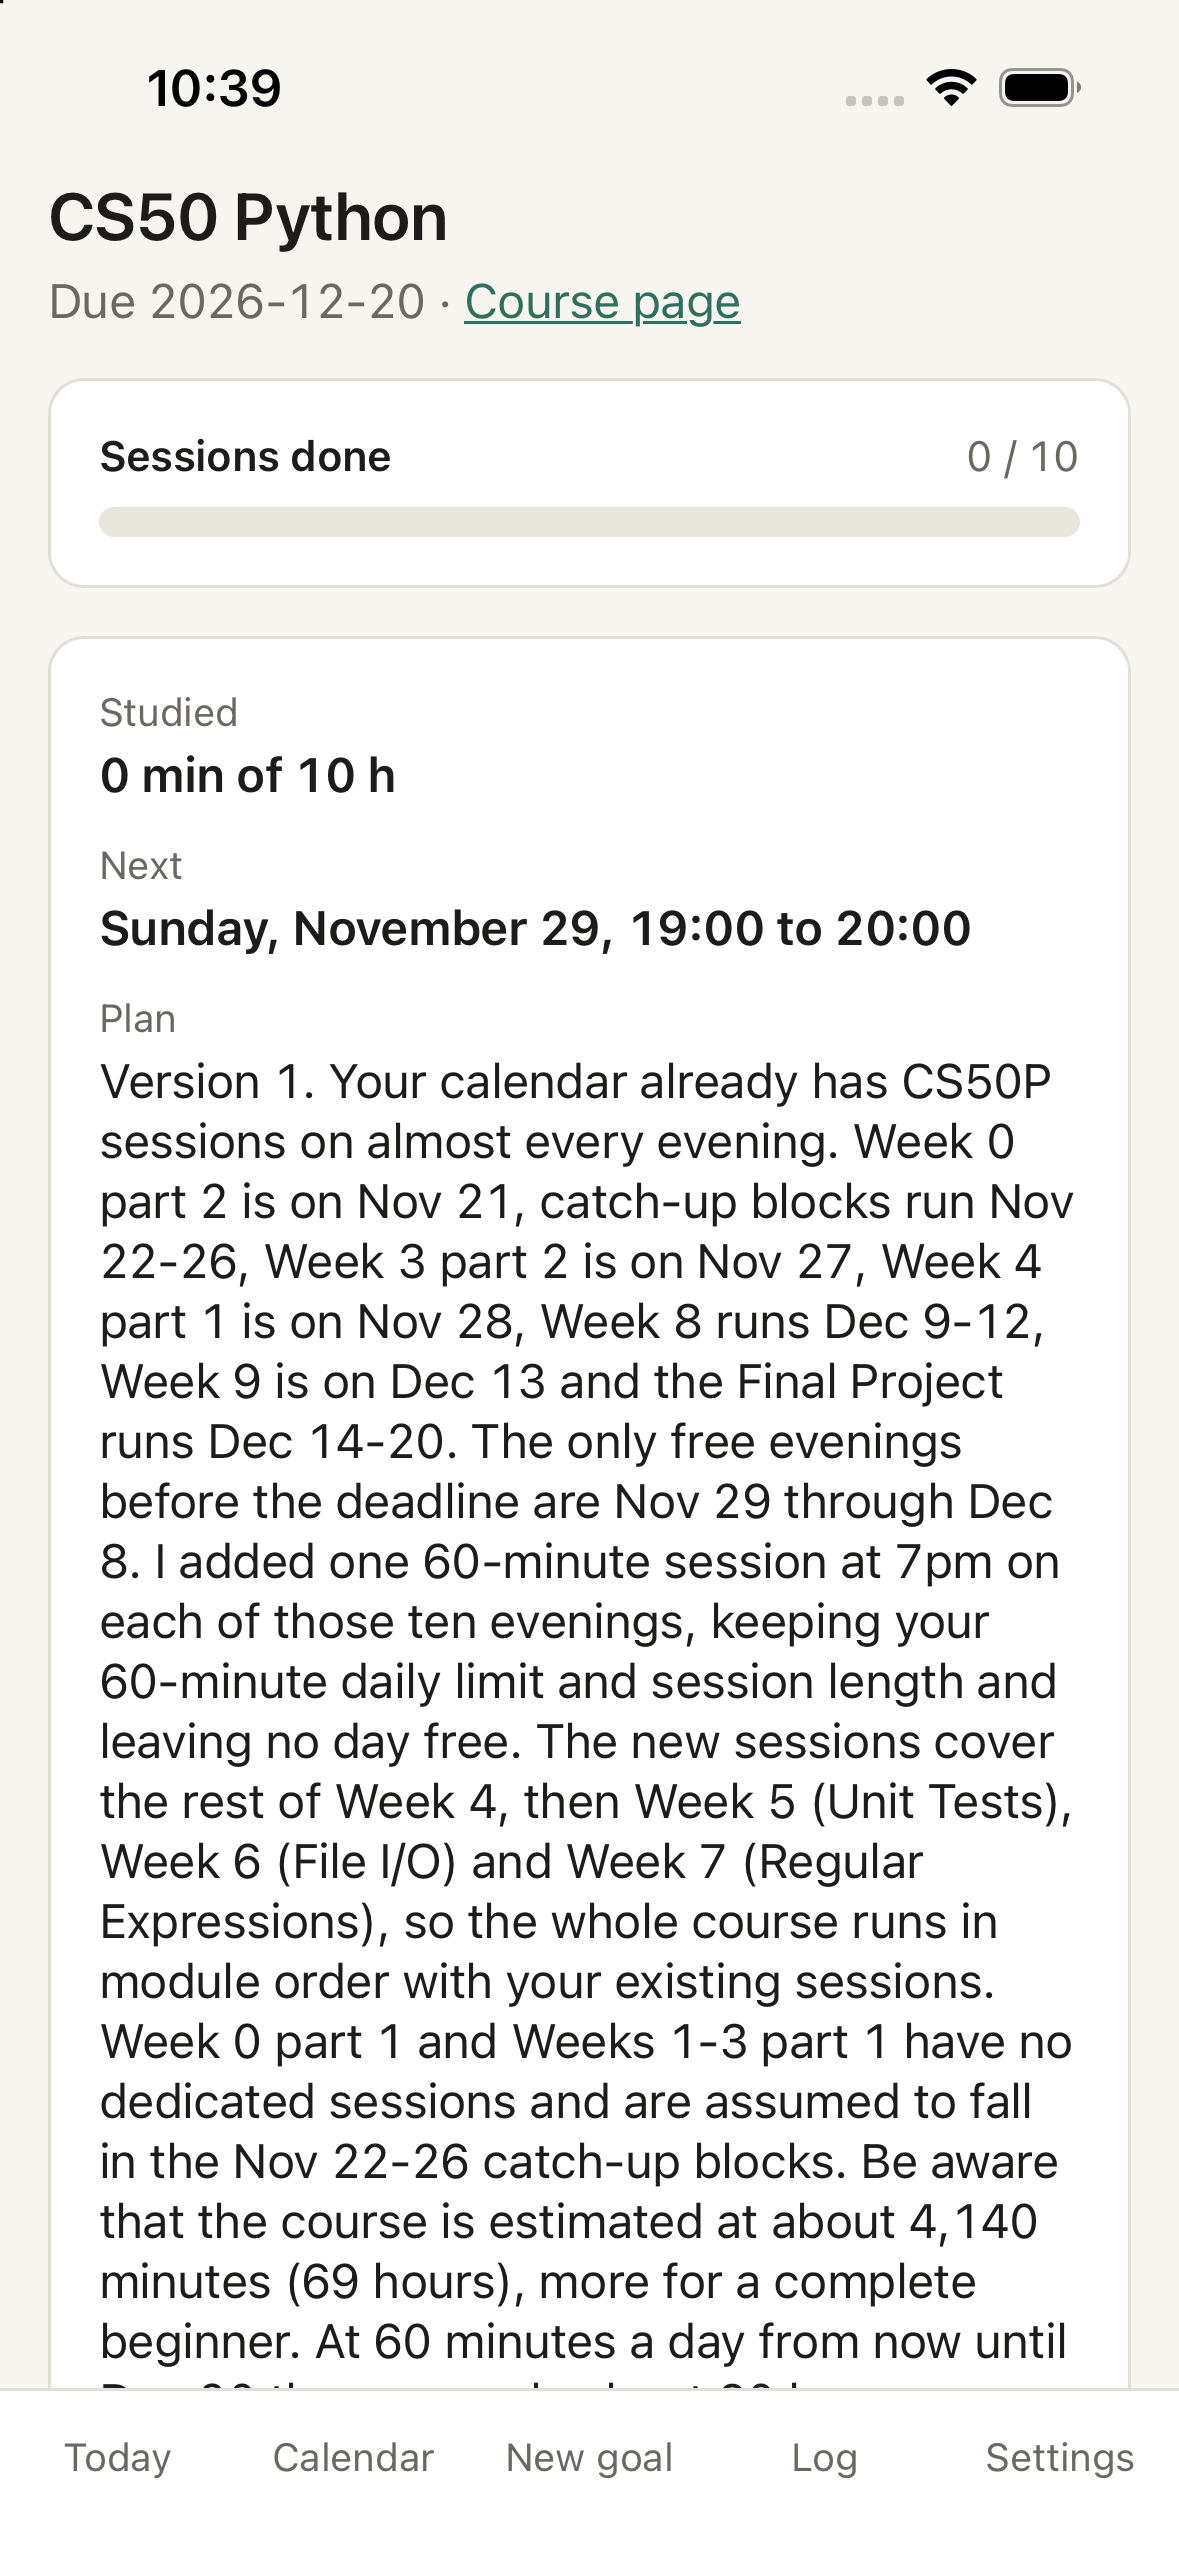 10:39
CS50 Python
Due 2026-12-20 · Course page
Sessions done 0 / 10
Studied
0 min of 10 h
Next
Sunday, November 29, 19:00 to 20:00
Plan
Version 1. Your calendar already has CS50P
sessions on almost every evening. Week 0
part 2 is on Nov 21, catch-up blocks run Nov
22-26, Week 3 part 2 is on Nov 27, Week 4
part 1 is on Nov 28, Week 8 runs Dec 9-12,
Week 9 is on Dec 13 and the Final Project
runs Dec 14-20. The only free evenings
before the deadline are Nov 29 through Dec
8. I added one 60-minute session at 7pm on
each of those ten evenings, keeping your
60-minute daily limit and session length and
leaving no day free. The new sessions cover
the rest of Week 4, then Week 5 (Unit Tests),
Week 6 (File I/O) and Week 7 (Regular
Expressions), so the whole course runs in
module order with your existing sessions.
Week 0 part 1 and Weeks 1-3 part 1 have no
dedicated sessions and are assumed to fall
in the Nov 22-26 catch-up blocks. Be aware
that the course is estimated at about 4,140
minutes (69 hours), more for a complete
beginner. At 60 minutes a day from now until
Today Calendar New goal Log Settings